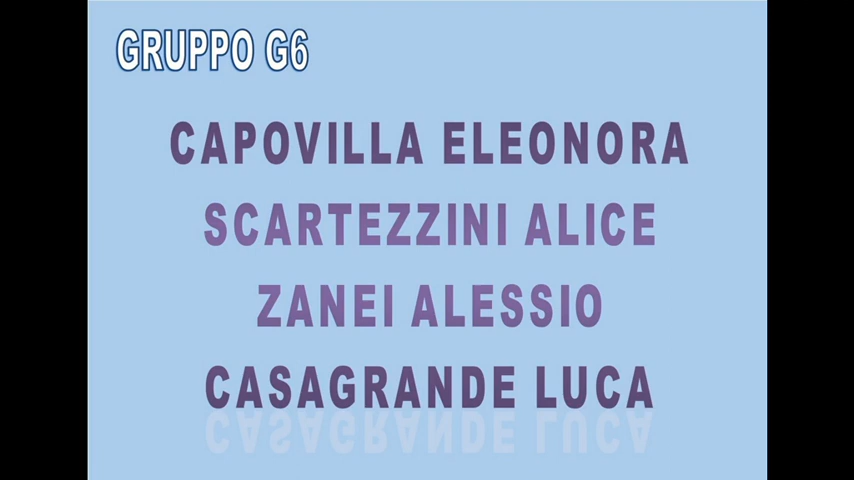 GRUPPO G6
CAPOVILLA ELEONORA
SCARTEZZINI ALICE
ZANEI ALESSIO
CASAGRANDE LUCA